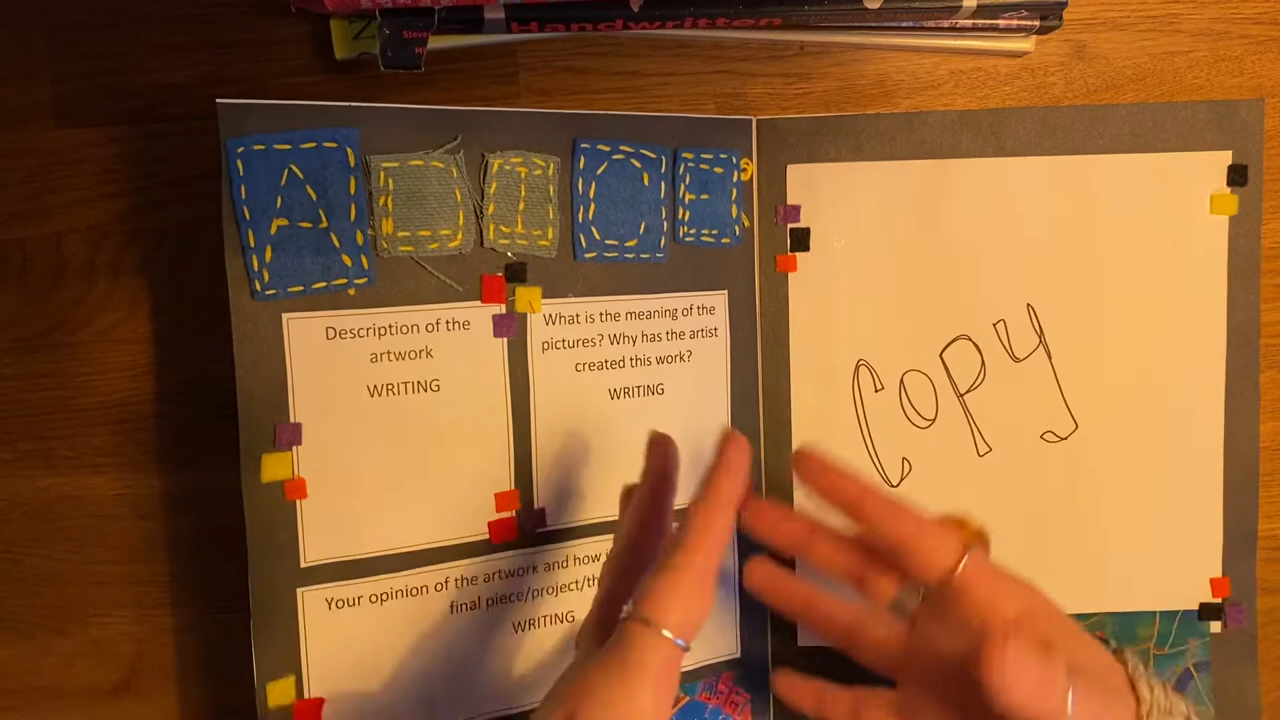 Handwritten
Steve
A D I C E
Description of the
artwork
WRITING
What is the meaning of the
pictures? Why has the artist
created this work?
WRITING
Your opinion of the artwork and how
final piece/project/th
WRITING
Copy